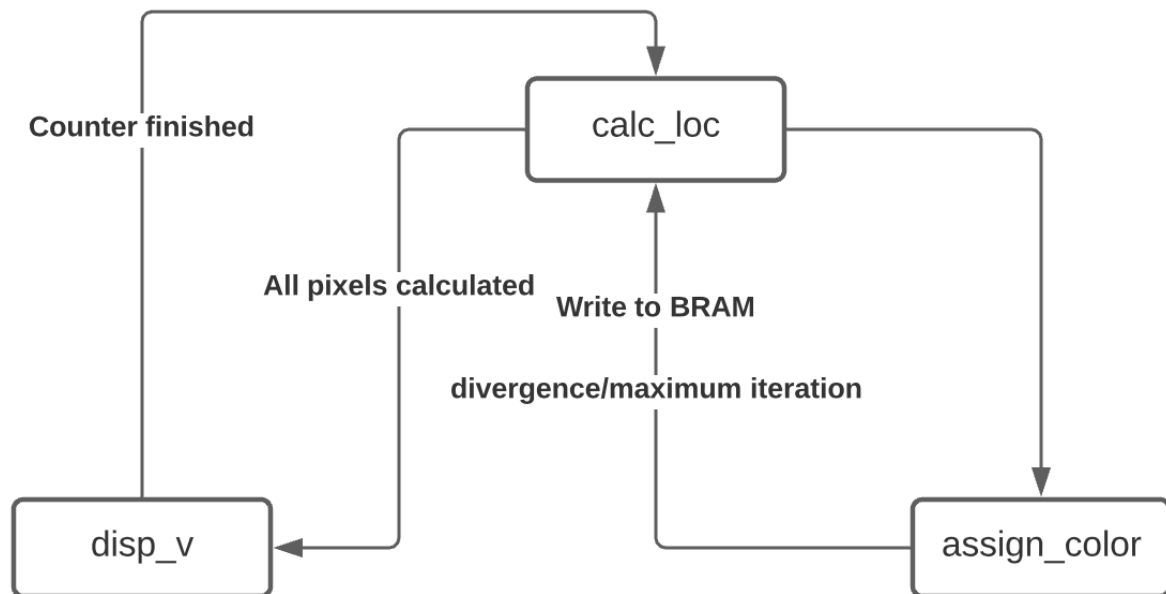 calc_loc
Counter finished
All pixels calculated
Write to BRAM
divergence/maximum iteration
disp_v
assign_color